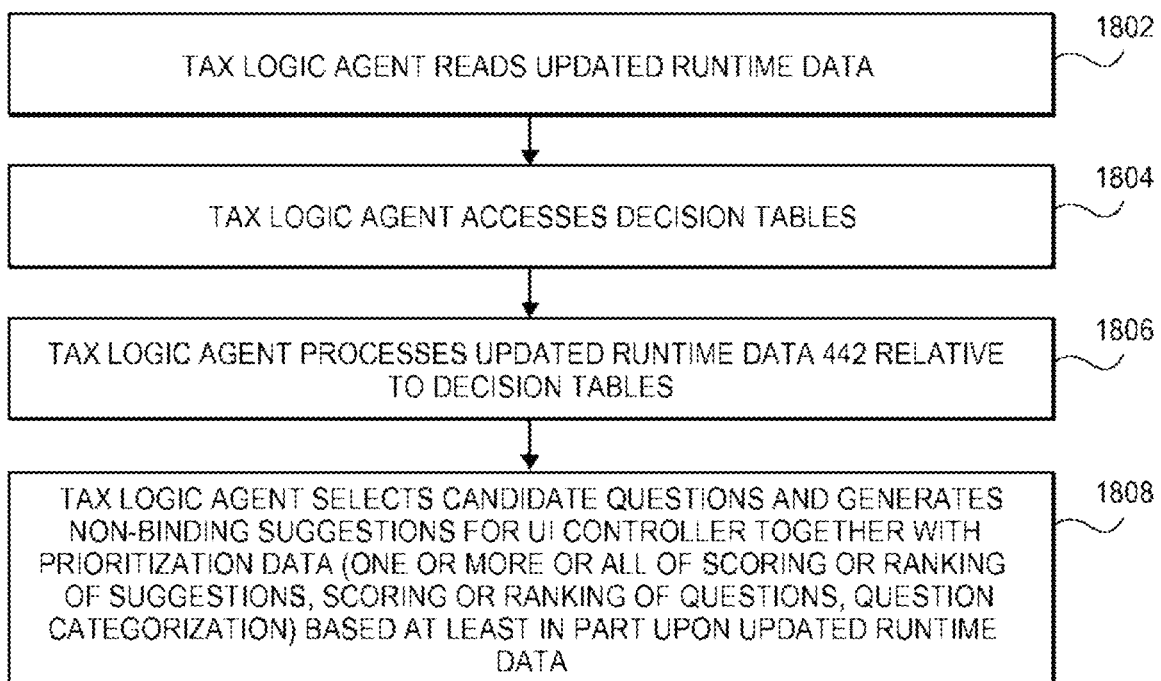 1802
TAX LOGIC AGENT READS UPDATED RUNTIME DATA
1804
TAX LOGIC AGENT ACCESSES DECISION TABLES
1806
TAX LOGIC AGENT PROCESSES UPDATED RUNTIME DATA 442 RELATIVE
TO DECISION TABLES
1808
TAX LOGIC AGENT SELECTS CANDIDATE QUESTIONS AND GENERATES
NON-BINDING SUGGESTIONS FOR UI CONTROLLER TOGETHER WITH
PRIORITIZATION DATA (ONE OR MORE OR ALL OF SCORING OR RANKING
OF SUGGESTIONS, SCORING OR RANKING OF QUESTIONS, QUESTION
CATEGORIZATION) BASED AT LEAST IN PART UPON UPDATED RUNTIME
DATA